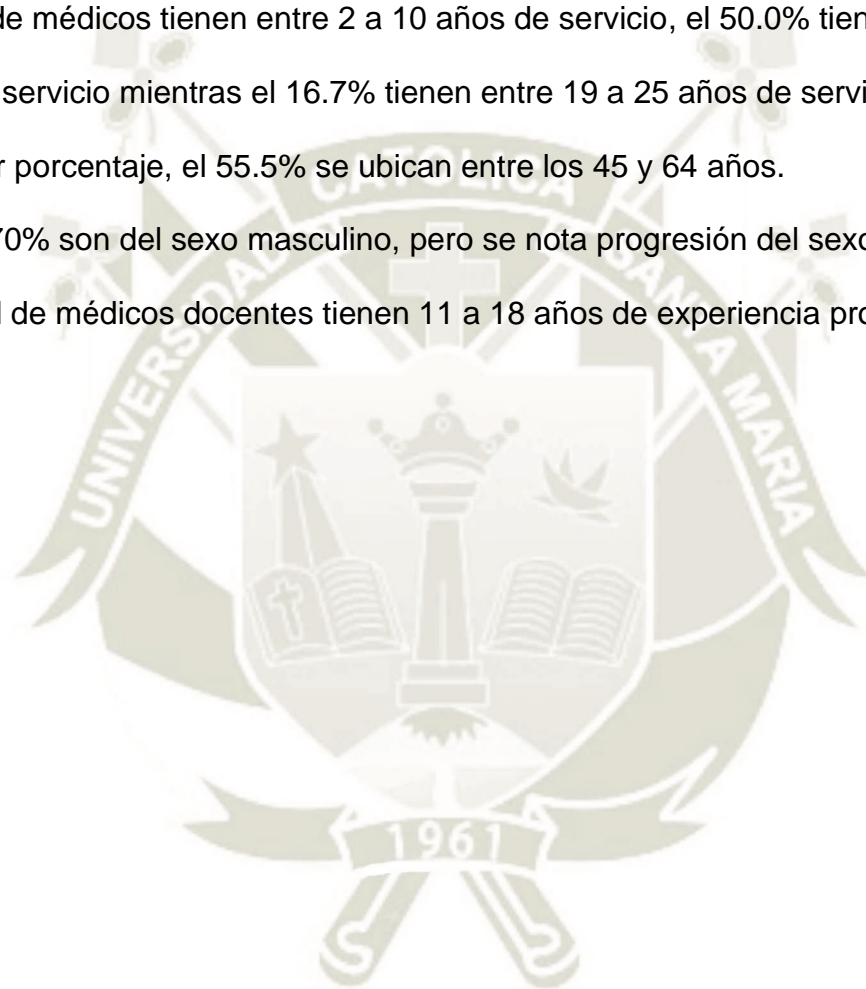 de médicos tienen entre 2 a 10 años de servicio, el 50.0% tien
servicio mientras el 16.7% tienen entre 19 a 25 años de servi
porcentaje, el 55.5% se ubican entre los 45 y 64 años.
70% son del sexo masculino, pero se nota progresión del sexo
de médicos docentes tienen 11 a 18 años de experiencia pro
UNIVERSIDAD CATOLICA SANTA MARIA
1961